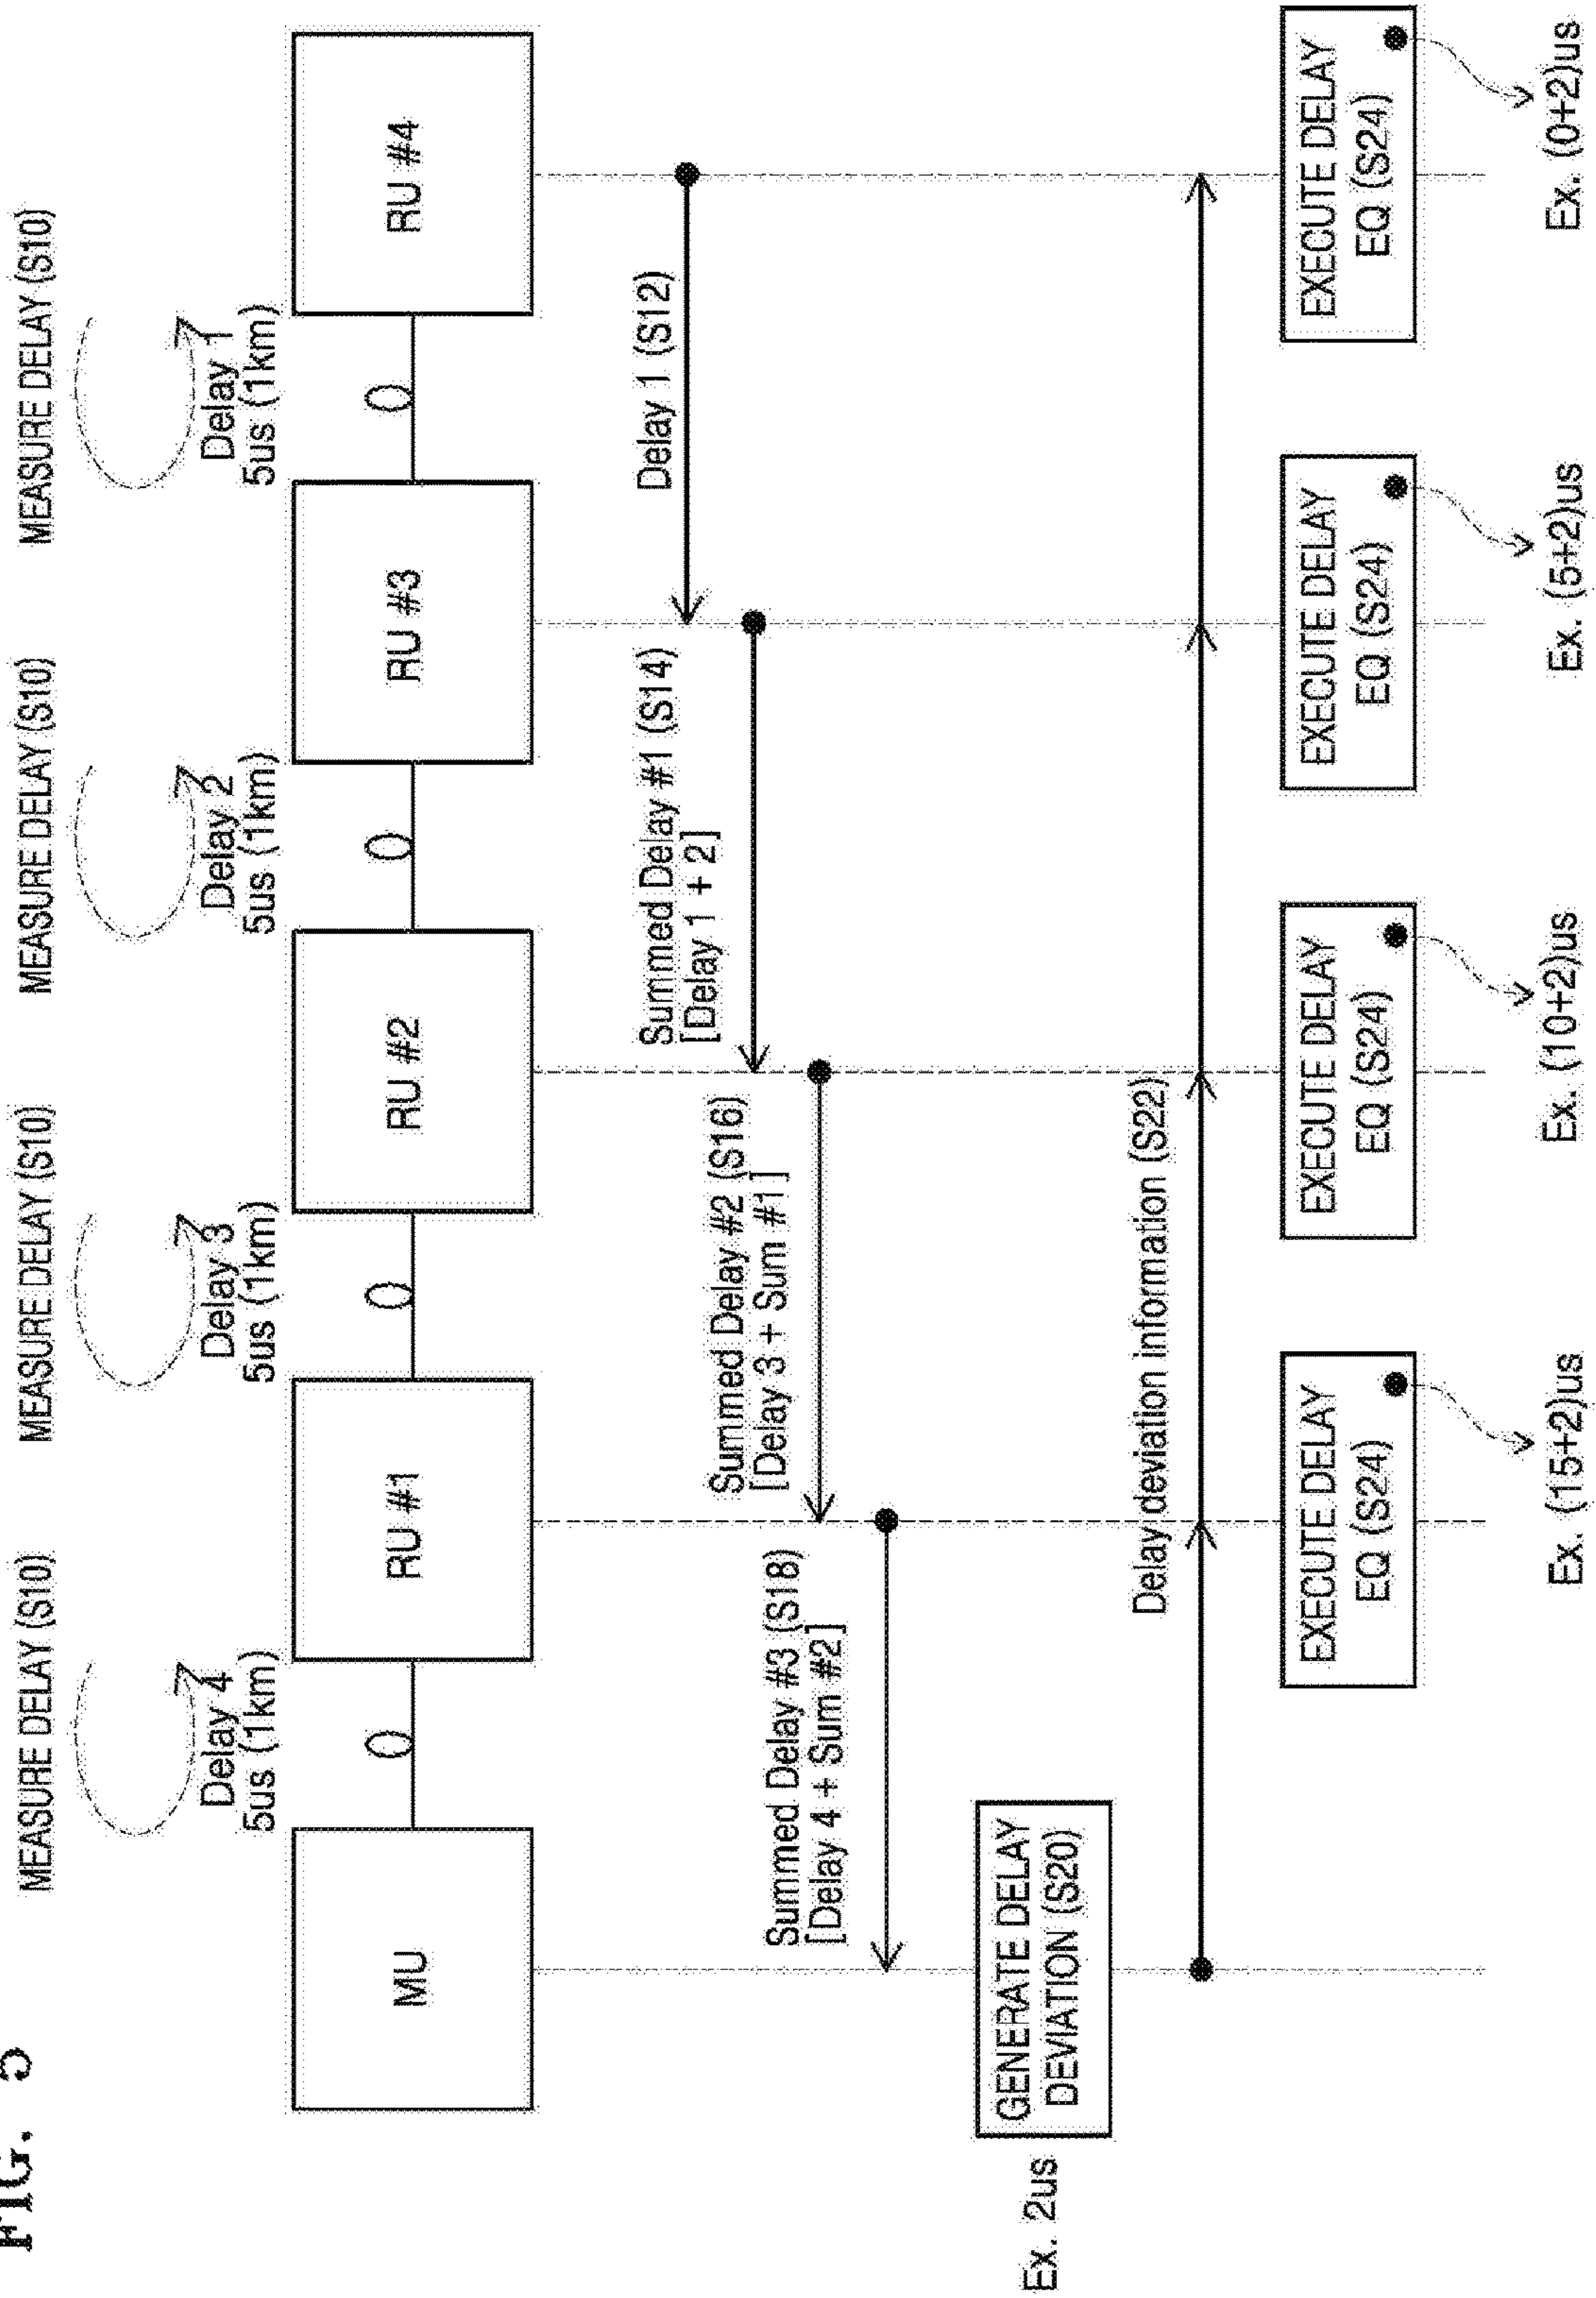 FIG.
MEASURE DELAY (S10)
MEASURE DELAY (S10)
MEASURE DELAY (S10)
MEASURE DELAY (S10)
Delay 4
5us (1km)
Delay 3
5us (1km)
Delay 2
5us (1km)
Delay 1
5us (1km)
MU
RU #1
RU #2
RU #3
RU #4
Delay 1 (S12)
Summed Delay #1 (S14)
[Delay 1 + 2]
Summed Delay #2 (S16)
[Delay 3 + Sum #1]
Summed Delay #3 (S18)
[Delay 4 + Sum #2]
Ex. 2us
GENERATE DELAY
DEVIATION (S20)
Delay deviation information (S22)
EXECUTE DELAY
EQ (S24)
EXECUTE DELAY
EQ (S24)
EXECUTE DELAY
EQ (S24)
EXECUTE DELAY
EQ (S24)
Ex. (15+2)us
Ex. (10+2)us
Ex. (5+2)us
Ex. (0+2)us